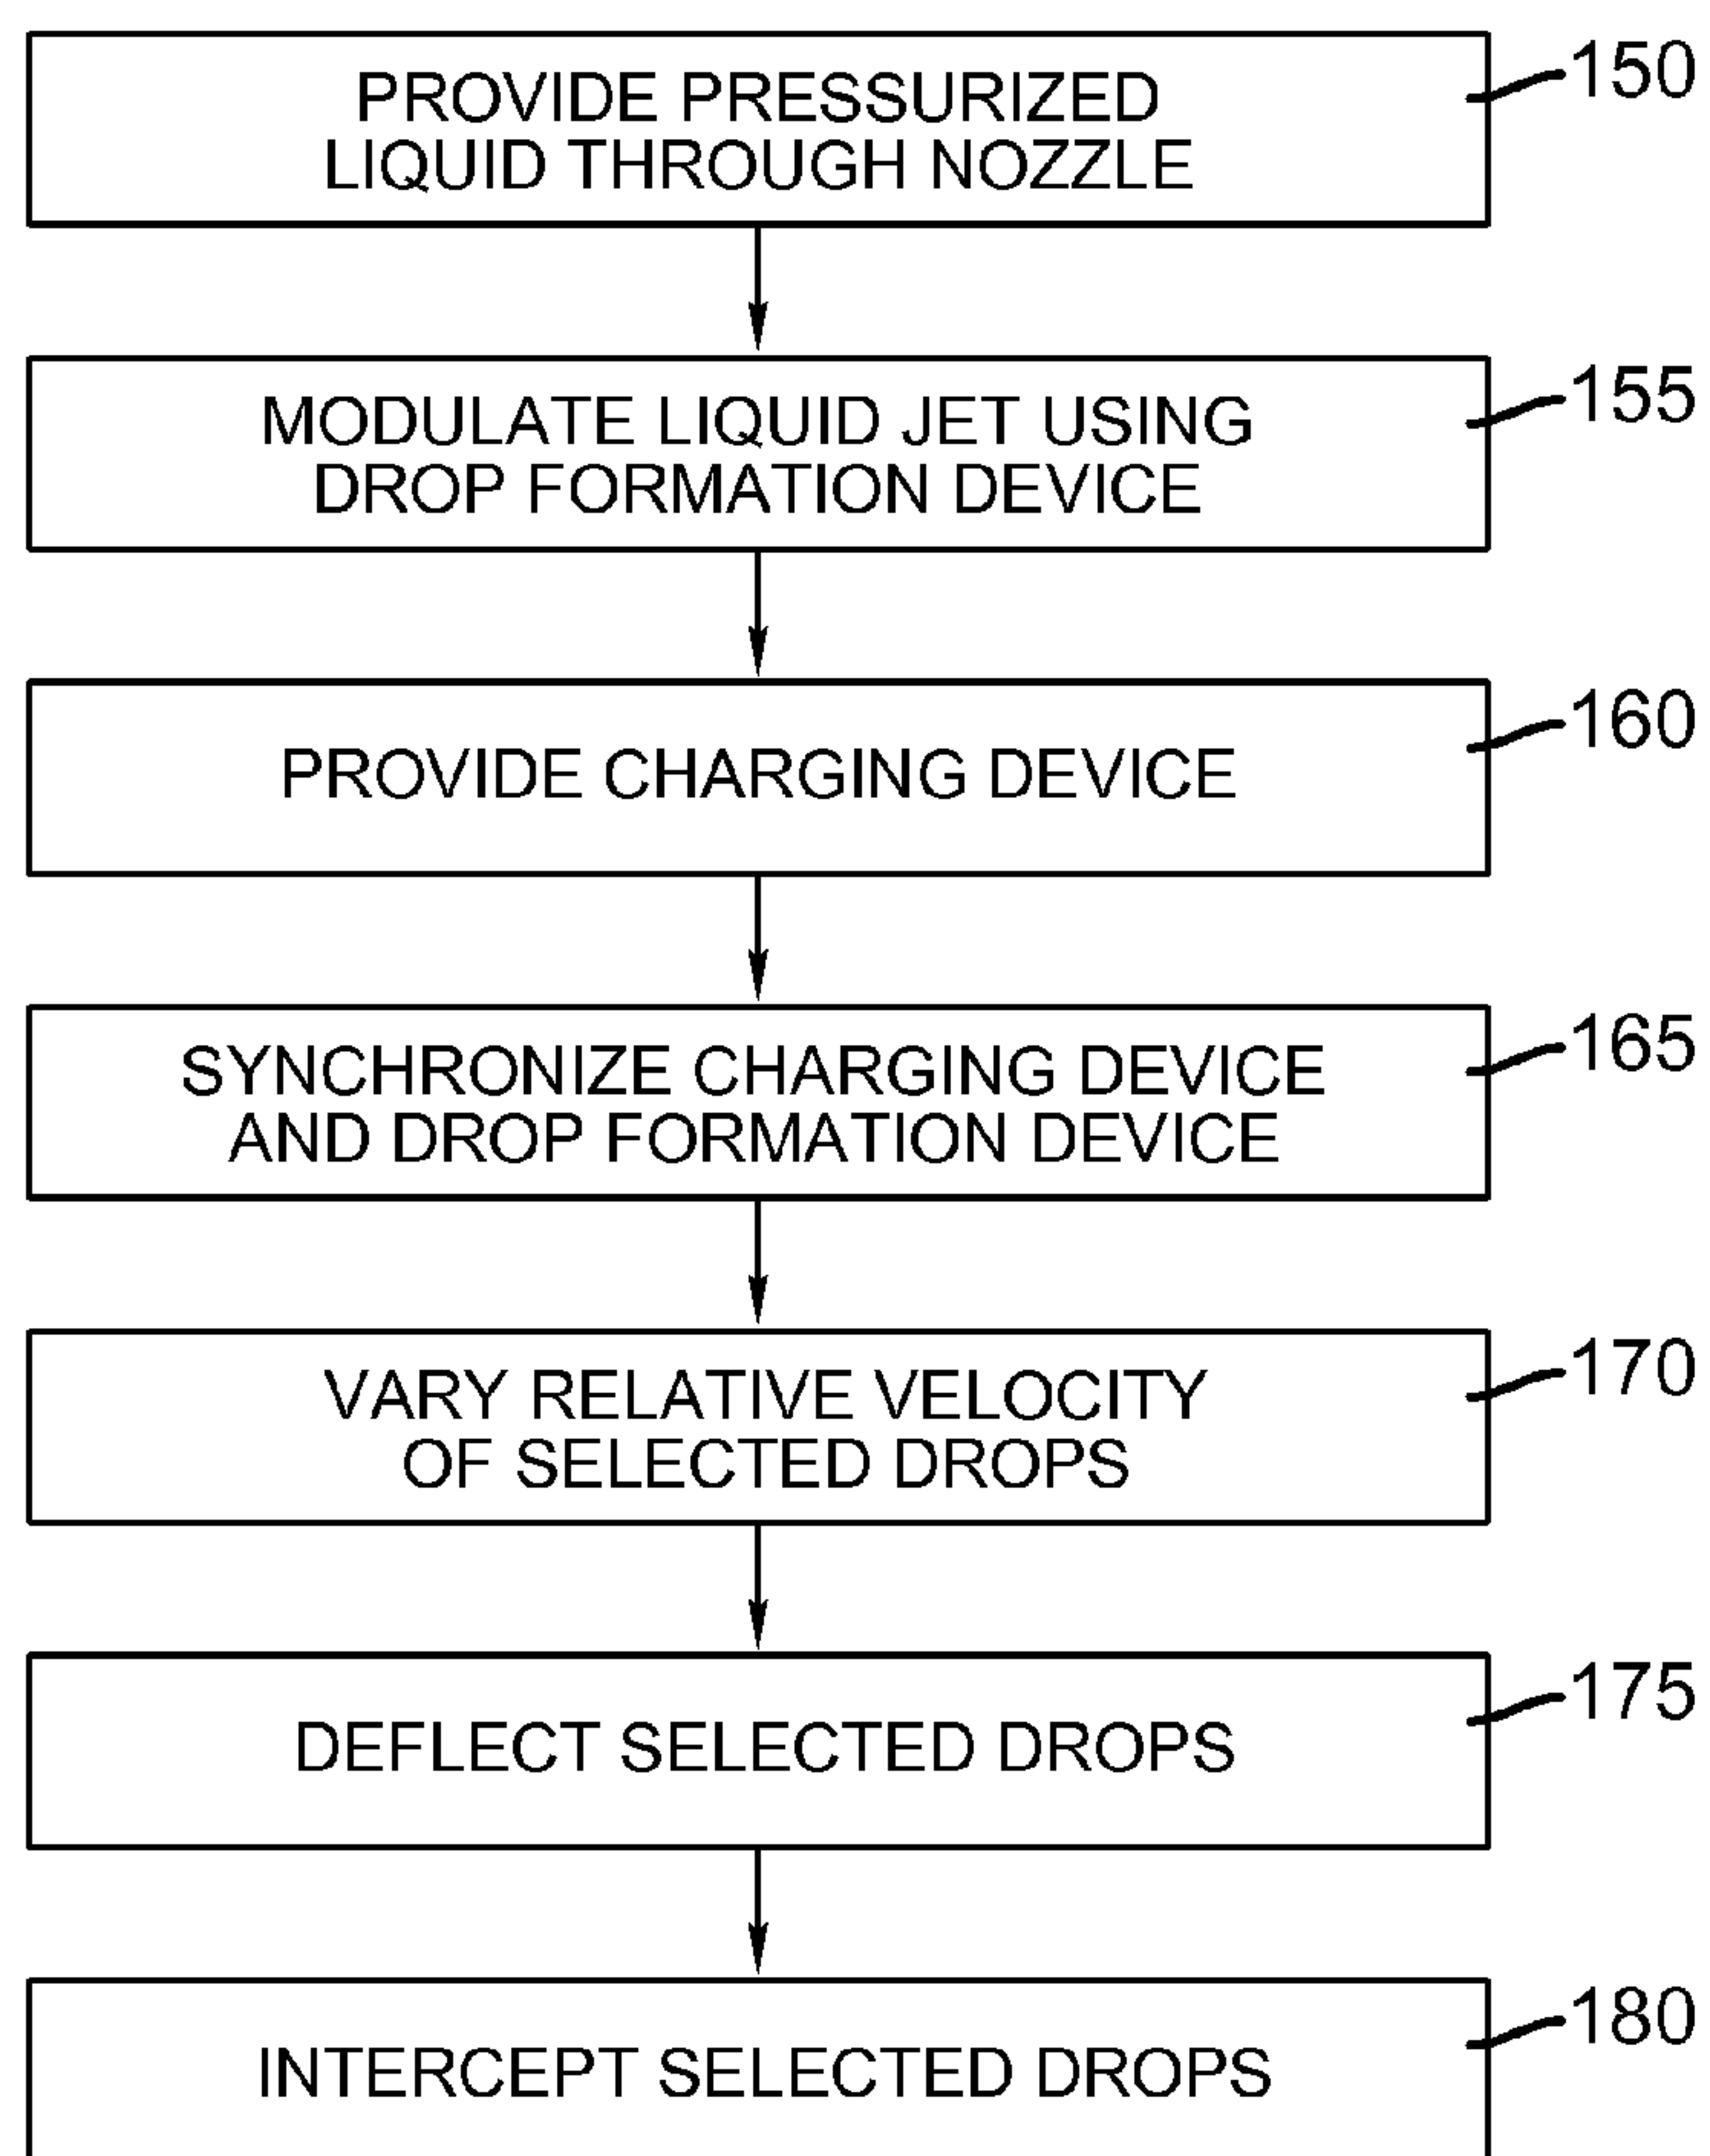 PROVIDE PRESSURIZED
LIQUID THROUGH NOZZLE
150
MODULATE LIQUID JET USING
DROP FORMATION DEVICE
155
PROVIDE CHARGING DEVICE
160
SYNCHRONIZE CHARGING DEVICE
AND DROP FORMATION DEVICE
165
VARY RELATIVE VELOCITY
OF SELECTED DROPS
170
DEFLECT SELECTED DROPS
175
INTERCEPT SELECTED DROPS
180